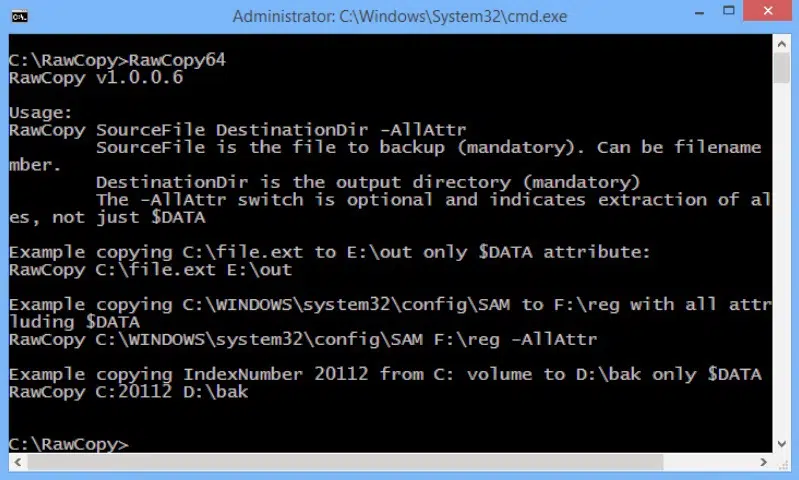 Administrator: C:\Windows\System32\cmd.exe
C:\RawCopy>RawCopy64
RawCopy v1.0.0.6
Usage:
RawCopy SourceFile DestinationDir -AllAttr
SourceFile is the file to backup (mandatory). Can be filename
mber.
DestinationDir is the output directory (mandatory)
The -AllAttr switch is optional and indicates extraction of al
es, not just $DATA
Example copying C:\file.ext to E:\out only $DATA attribute:
RawCopy C:\file.ext E:\out
Example copying C:\WINDOWS\system32\config\SAM to F:\reg with all attr
luding $DATA
RawCopy C:\WINDOWS\system32\config\SAM F:\reg -AllAttr
Example copying IndexNumber 20112 from C: volume to D:\bak only $DATA
RawCopy C:20112 D:\bak
C:\RawCopy>